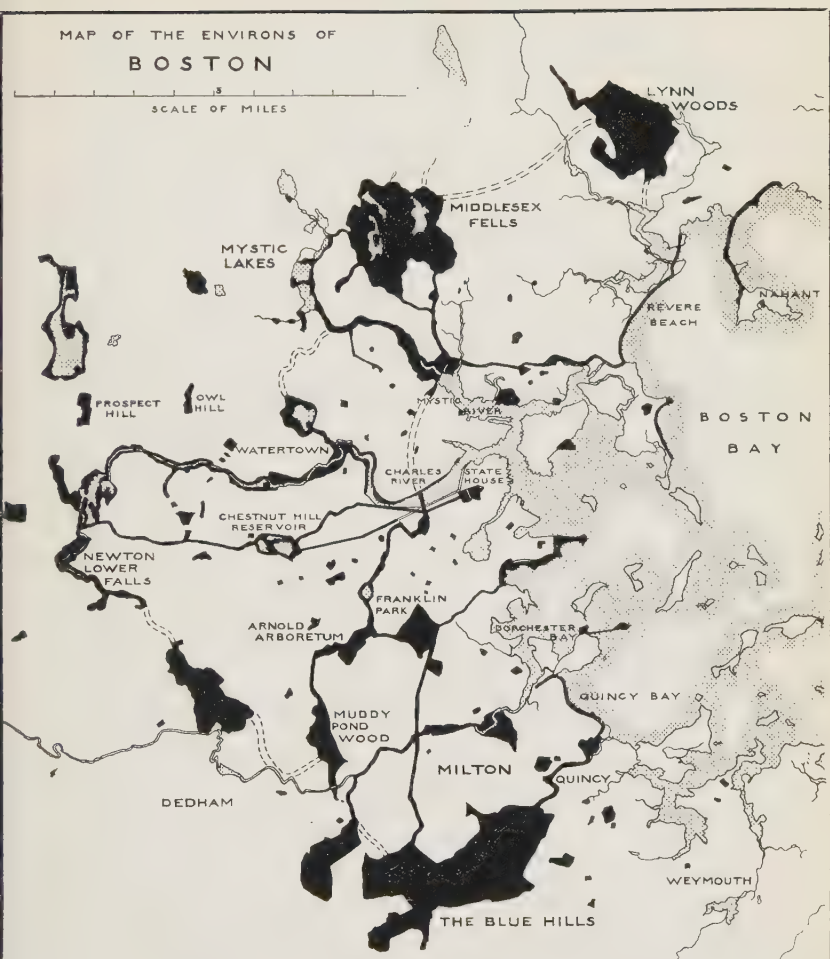 MAP OF THE ENVIRONS OF
BOSTON
5
SCALE OF MILES
LYNN
WOODS
MIDDLESEX
FELLS
MYSTIC
LAKES
NAHANT
REVERE
BEACH
PROSPECT
HILL
OWL
HILL
MYSTIC
RIVER
BOSTON
BAY
WATERTOWN
CHARLES
RIVER
STATE
HOUSE
CHESTNUT HILL
RESERVOIR
NEWTON
LOWER
FALLS
FRANKLIN
PARK
ARNOLD
ARBORETUM
DORCHESTER
BAY
QUINCY BAY
MUDDY
POND
WOOD
MILTON
QUINCY
DEDHAM
WEYMOUTH
THE BLUE HILLS